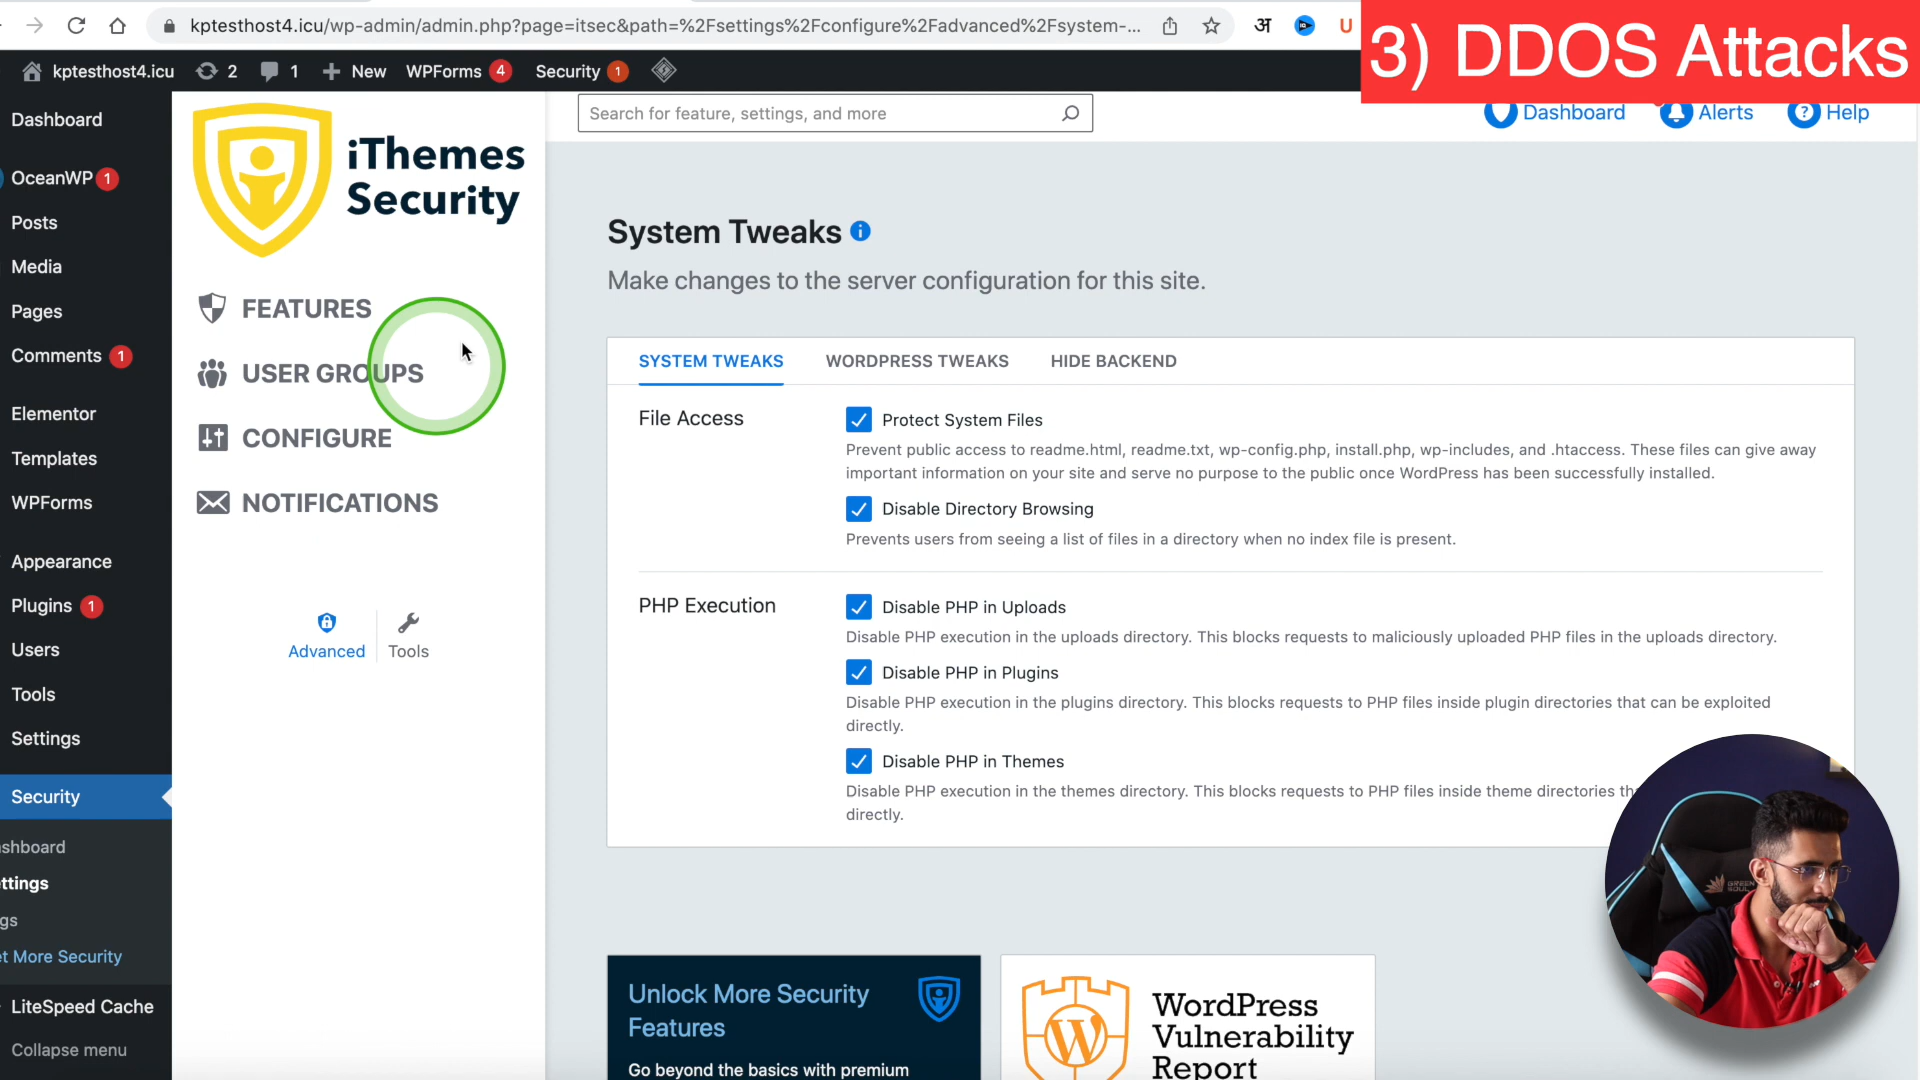 kptesthost4.icu/wp-admin/admin.php?page=itsec&path=%2Fsettings%2Fconfigure%2Fadvanced%2Fsystem-...
अ
U
3) DDOS Attacks
kptesthost4.icu
2
1
New
WPForms 4
Security 1
Dashboard
OceanWP 1
Posts
Media
Pages
Comments 1
Elementor
Templates
WPForms
Appearance
Plugins 1
Users
Tools
Settings
Security
shboard
ttings
gs
et More Security
LiteSpeed Cache
Collapse menu
iThemes
Security
FEATURES
USER GROUPS
CONFIGURE
NOTIFICATIONS
Advanced
Tools
Search for feature, settings, and more
Dashboard
Alerts
Help
System Tweaks
Make changes to the server configuration for this site.
SYSTEM TWEAKS
WORDPRESS TWEAKS
HIDE BACKEND
File Access
Protect System Files
Prevent public access to readme.html, readme.txt, wp-config.php, install.php, wp-includes, and .htaccess. These files can give away
important information on your site and serve no purpose to the public once WordPress has been successfully installed.
Disable Directory Browsing
Prevents users from seeing a list of files in a directory when no index file is present.
PHP Execution
Disable PHP in Uploads
Disable PHP execution in the uploads directory. This blocks requests to maliciously uploaded PHP files in the uploads directory.
Disable PHP in Plugins
Disable PHP execution in the plugins directory. This blocks requests to PHP files inside plugin directories that can be exploited
directly.
Disable PHP in Themes
Disable PHP execution in the themes directory. This blocks requests to PHP files inside theme directories th
directly.
GREEN
SOUL
Unlock More Security
Features
Go beyond the basics with premium
WordPress
Vulnerability
Report